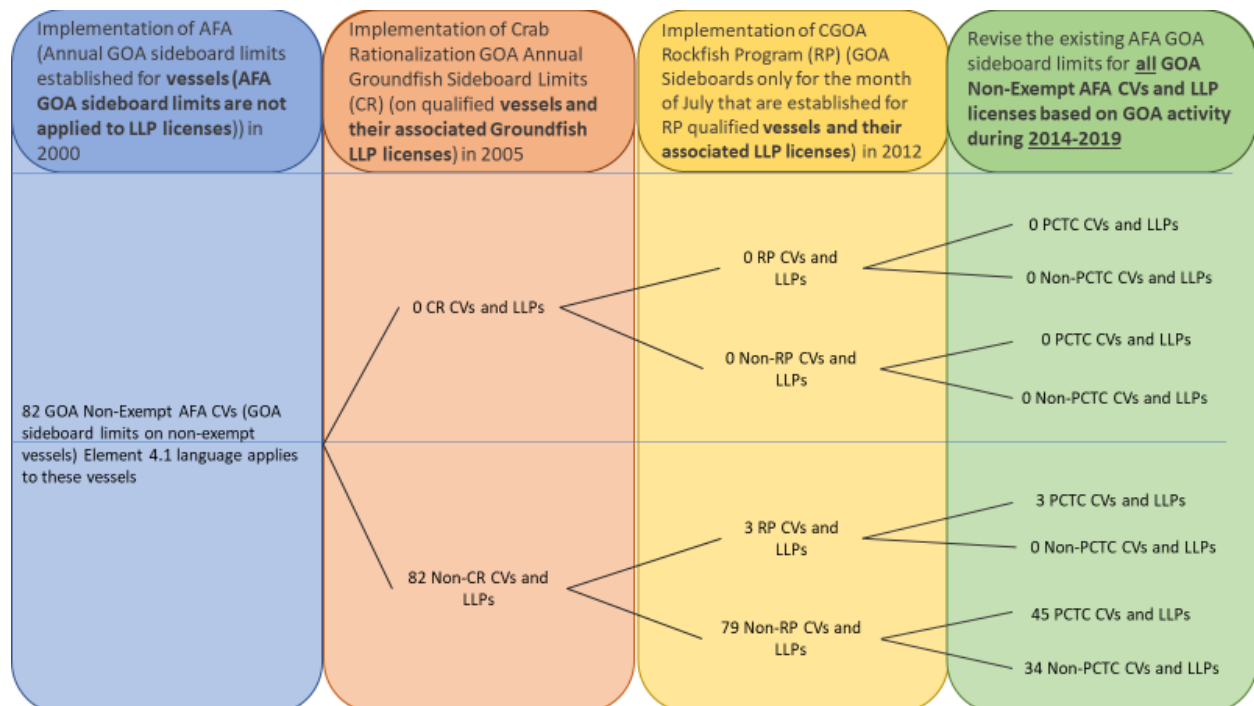 Implementation of AFA
(Annual GOA sideboard limits
established for vessels (AFA
GOA sideboard limits are not
applied to LLP licenses)) in
2000
Implementation of Crab
Rationalization GOA Annual
Groundfish Sideboard Limits
(CR) (on qualified vessels and
their associated Groundfish
LLP licenses) in 2005
Implementation of CGOA
Rockfish Program (RP) (GOA
Sideboards only for the month
of July that are established for
RP qualified vessels and their
associated LLP licenses) in 2012
Revise the existing AFA GOA
sideboard limits for all GOA
Non-Exempt AFA CVs and LLP
licenses based on GOA activity
during 2014-2019
82 GOA Non-Exempt AFA CVs (GOA
sideboard limits on non-exempt
vessels) Element 4.1 language applies
to these vessels
0 CR CVs and LLPs
82 Non-CR CVs and
LLPs
0 RP CVs and
LLPs
0 Non-RP CVs and
LLPs
3 RP CVs and
LLPs
79 Non-RP CVs and
LLPs
0 PCTC CVs and LLPs
0 Non-PCTC CVs and LLPs
0 PCTC CVs and LLPs
0 Non-PCTC CVs and LLPs
3 PCTC CVs and LLPs
0 Non-PCTC CVs and LLPs
45 PCTC CVs and LLPs
34 Non-PCTC CVs and LLPs